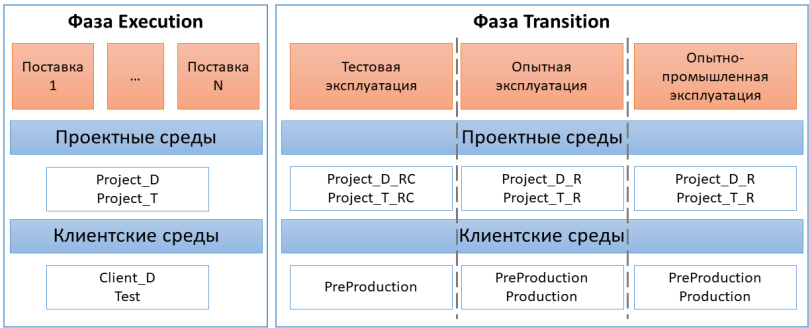 Фаза Execution
Поставка
1
...
Поставка
N
Проектные среды
Project_D
Project_T
Клиентские среды
Client_D
Test
Фаза Transition
Тестовая
эксплуатация
Опытная
эксплуатация
Опытно-
промышленная
эксплуатация
Проектные среды
Project_D_RC
Project_T_RC
Project_D_R
Project_T_R
Project_D_R
Project_T_R
Клиентские среды
PreProduction
PreProduction
Production
PreProduction
Production